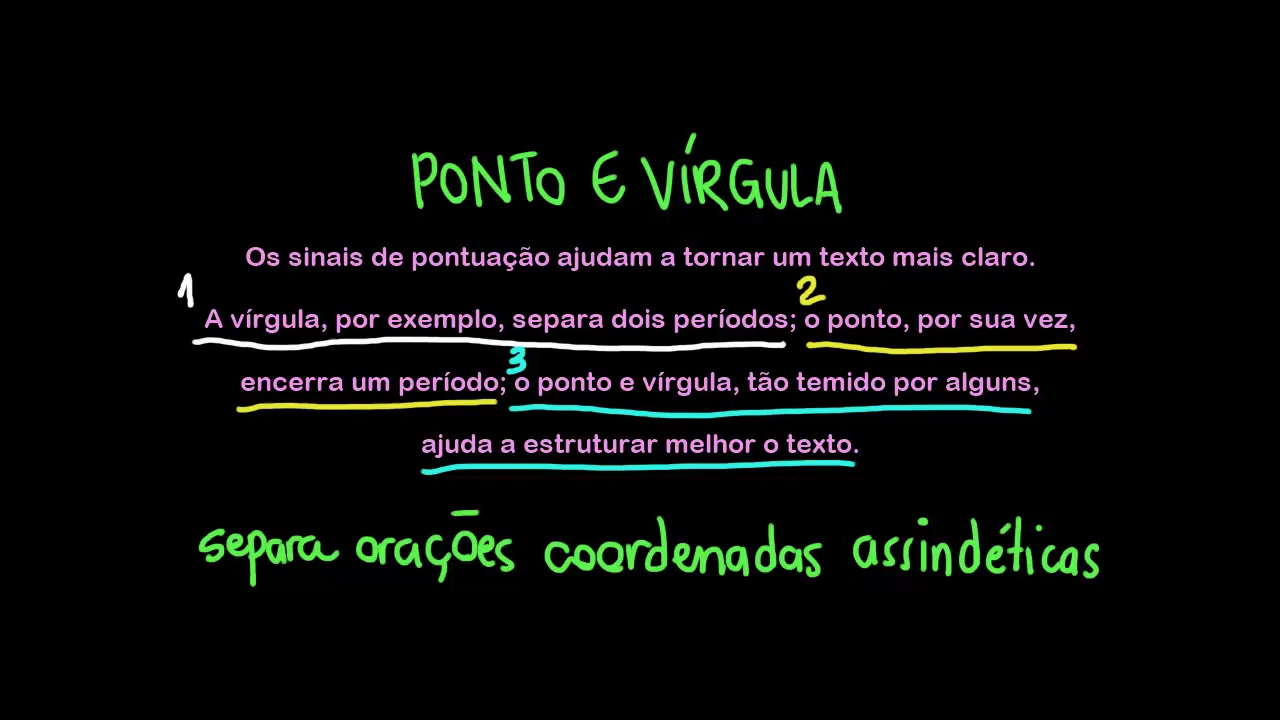 PONTO E VÍRGULA
Os sinais de pontuação ajudam a tornar um texto mais claro.
1 2
A vírgula, por exemplo, separa dois períodos; o ponto, por sua vez,
3
encerra um período; o ponto e vírgula, tão temido por alguns,
ajuda a estruturar melhor o texto.
separa orações coordenadas assindéticas